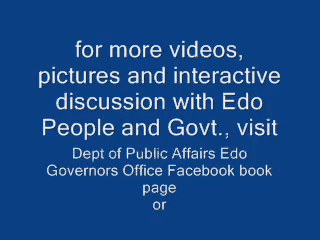 for more videos,
pictures and interactive
discussion with Edo
People and Govt., visit
Dept of Public Affairs Edo
Governors Office Facebook book
page
or